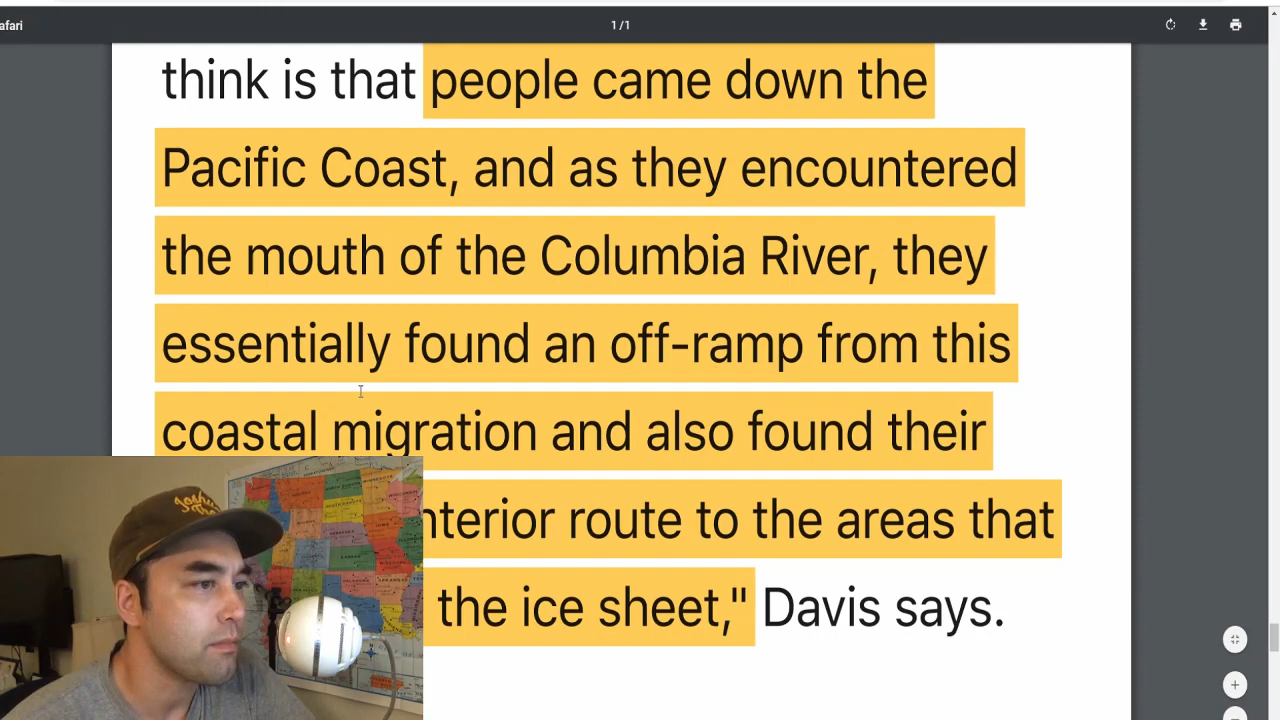 afari
1/1
think is that people came down the
Pacific Coast, and as they encountered
the mouth of the Columbia River, they
essentially found an off-ramp from this
coastal migration and also found their
nterior route to the areas that
the ice sheet," Davis says.